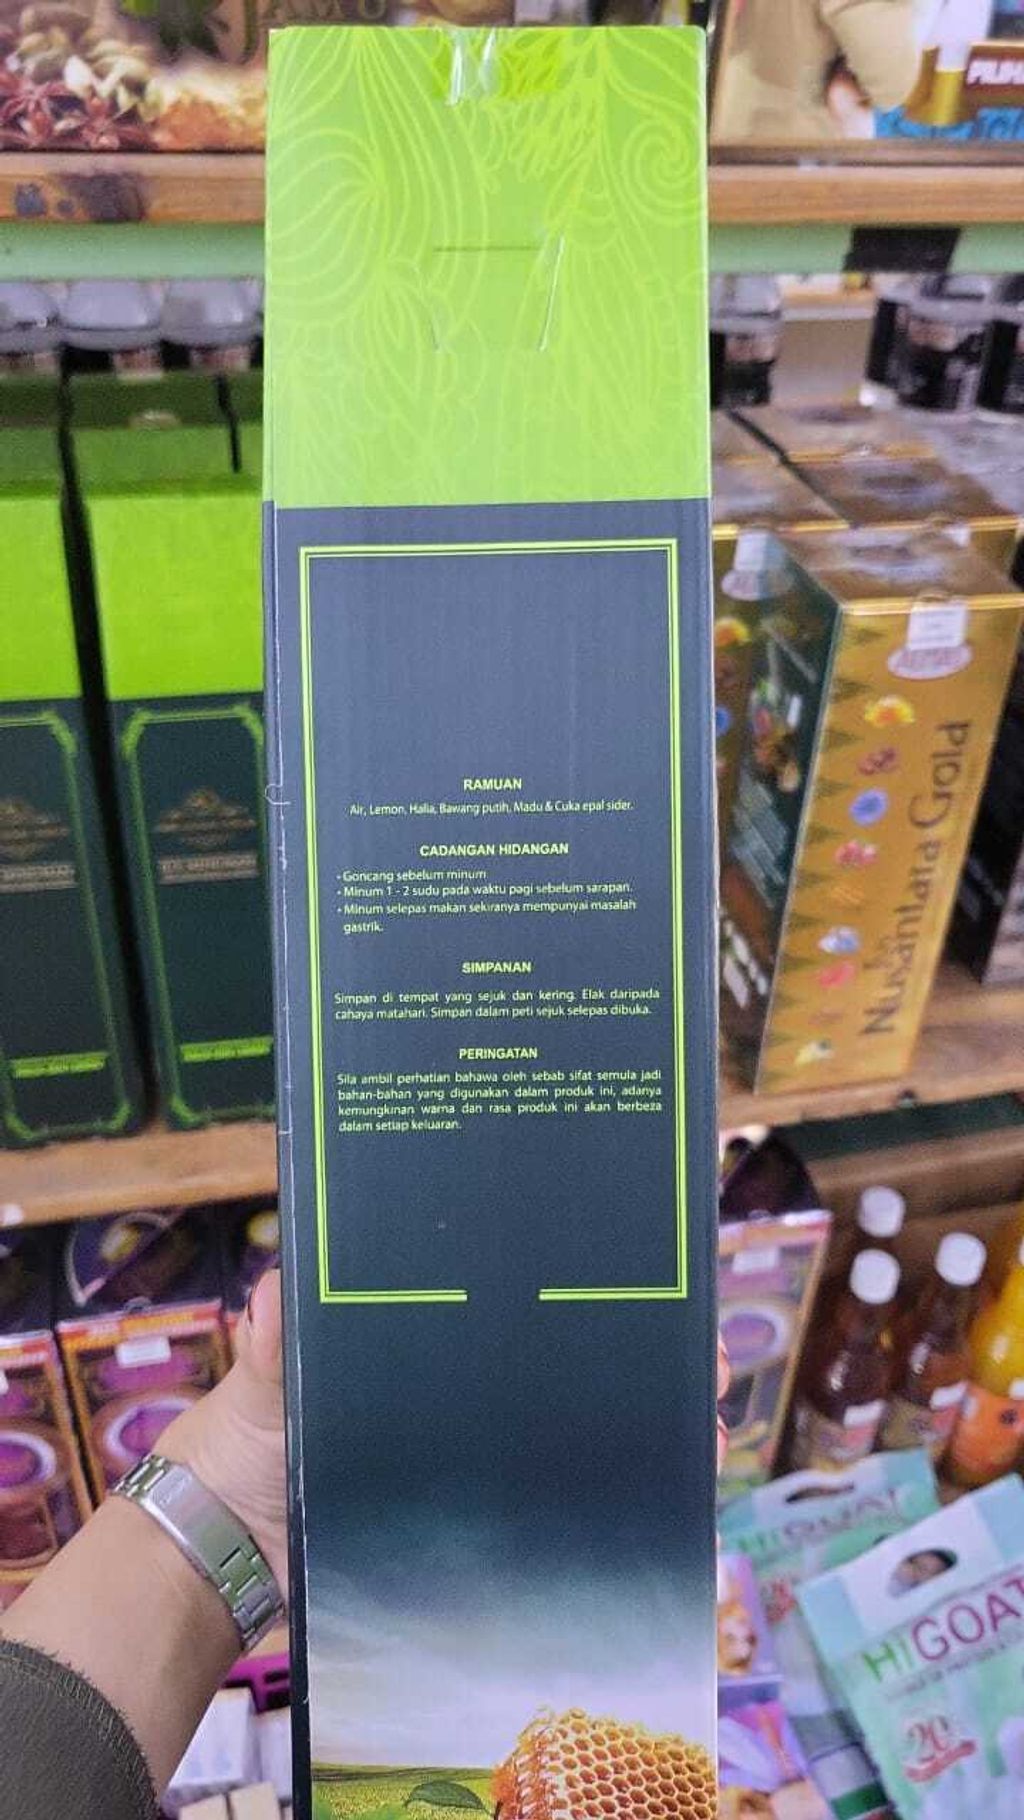 JAMU
RAMUAN
Air, Lemon, Halia, Bawang putih, Madu & Cuka epal sider.
CADANGAN HIDANGAN
• Goncang sebelum minum
• Minum 1 - 2 sudu pada waktu pagi sebelum sarapan.
• Minum selepas makan sekiranya mempunyai masalah
gastrik.
SIMPANAN
Simpan di tempat yang sejuk dan kering. Elak daripada
cahaya matahari. Simpan dalam peti sejuk selepas dibuka.
PERINGATAN
Sila ambil perhatian bahawa oleh sebab sifat semula jadi
bahan-bahan yang digunakan dalam produk ini, adanya
kemungkinan warna dan rasa produk ini akan berbeza
dalam setiap keluaran.
Nusantara Gold
HIGOAT
20